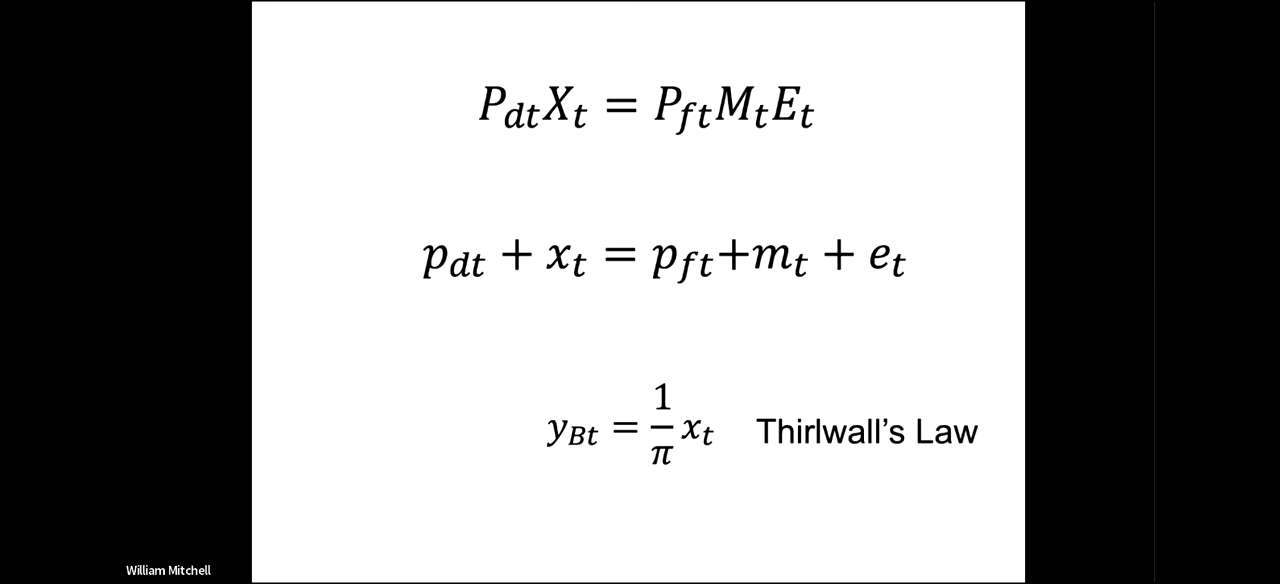 P_{dt}X_t = P_{ft}M_tE_t
p_{dt} + x_t = p_{ft}+m_t + e_t
y_{Bt} = \frac{1}{π} x_t Thirlwall’s Law
William Mitchell